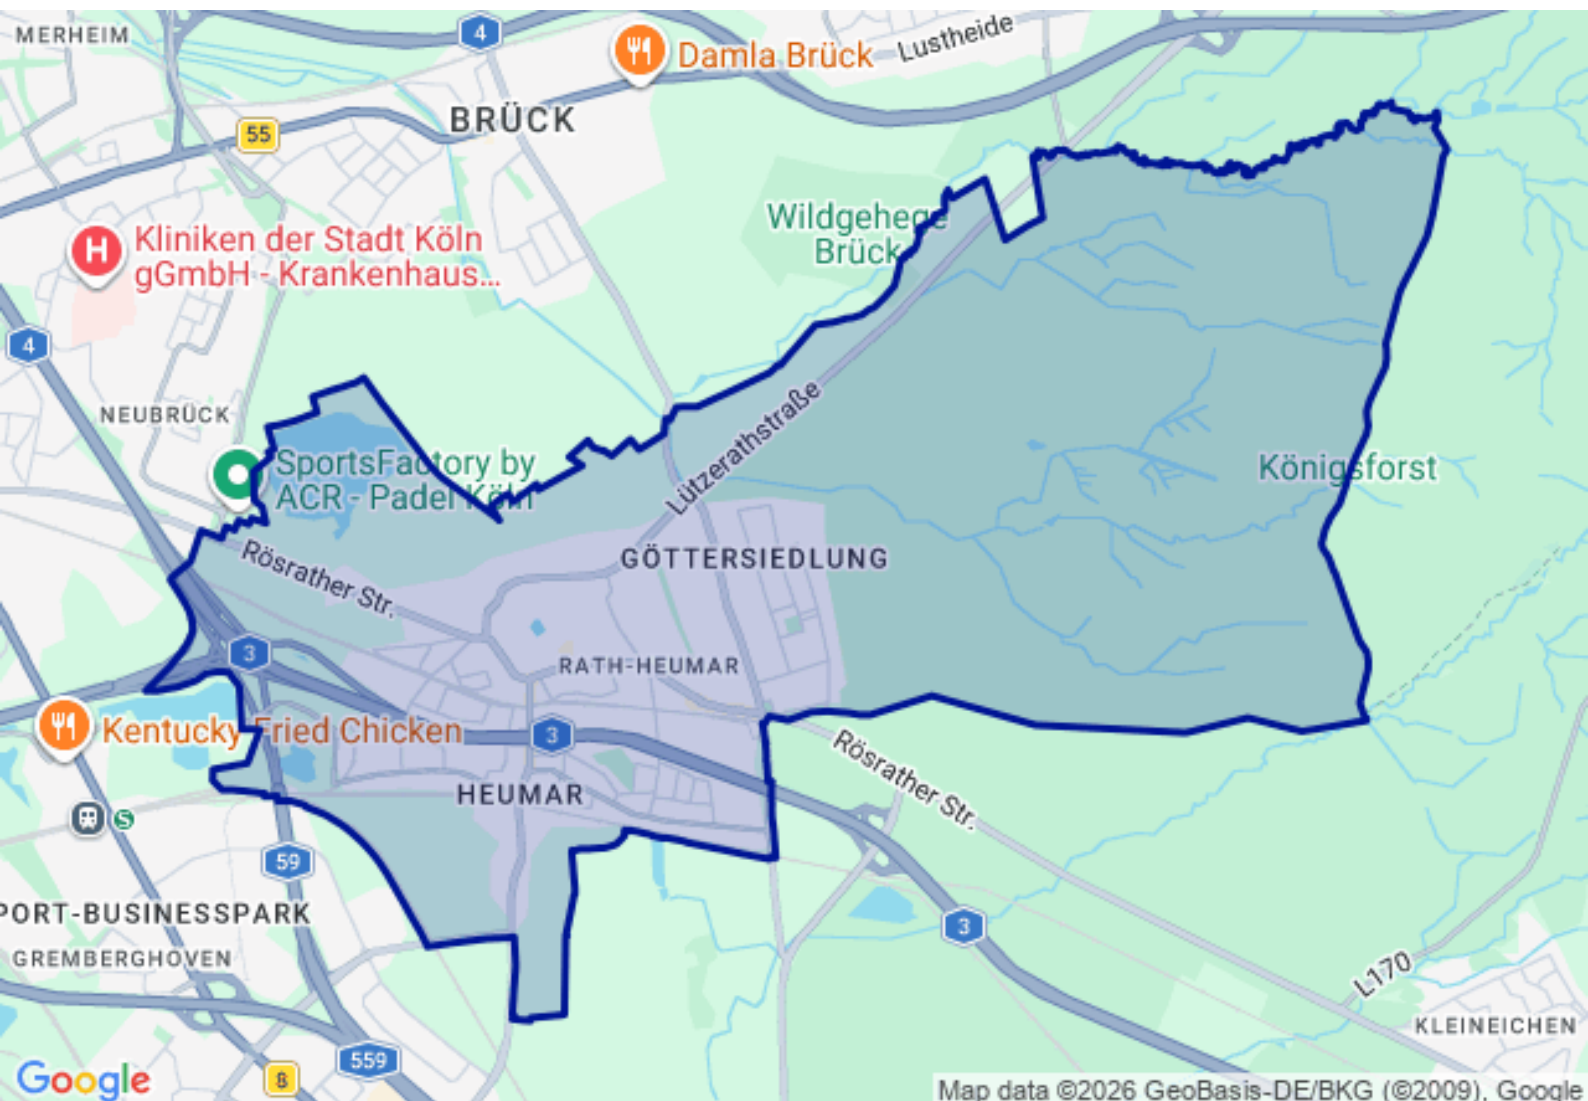 MERHEIM
4
Damla Brück
Lustheide
BRÜCK
55
Wildgehege
Brück
Kliniken der Stadt Köln
gGmbH - Krankenhaus...
4
NEUBRÜCK
SportsFactory by
ACR - Padel Köln
Lützerathstraße
Königsforst
Rösrather Str.
GÖTTERSIEDLUNG
3
RATH-HEUMAR
Kentucky Fried Chicken
3
Rösrather Str.
HEUMAR
S
59
PORT-BUSINESSPARK
3
GREMBERGHOVEN
L170
KLEINEICHEN
559
8
Google
Map data ©2026 GeoBasis-DE/BKG (©2009), Google